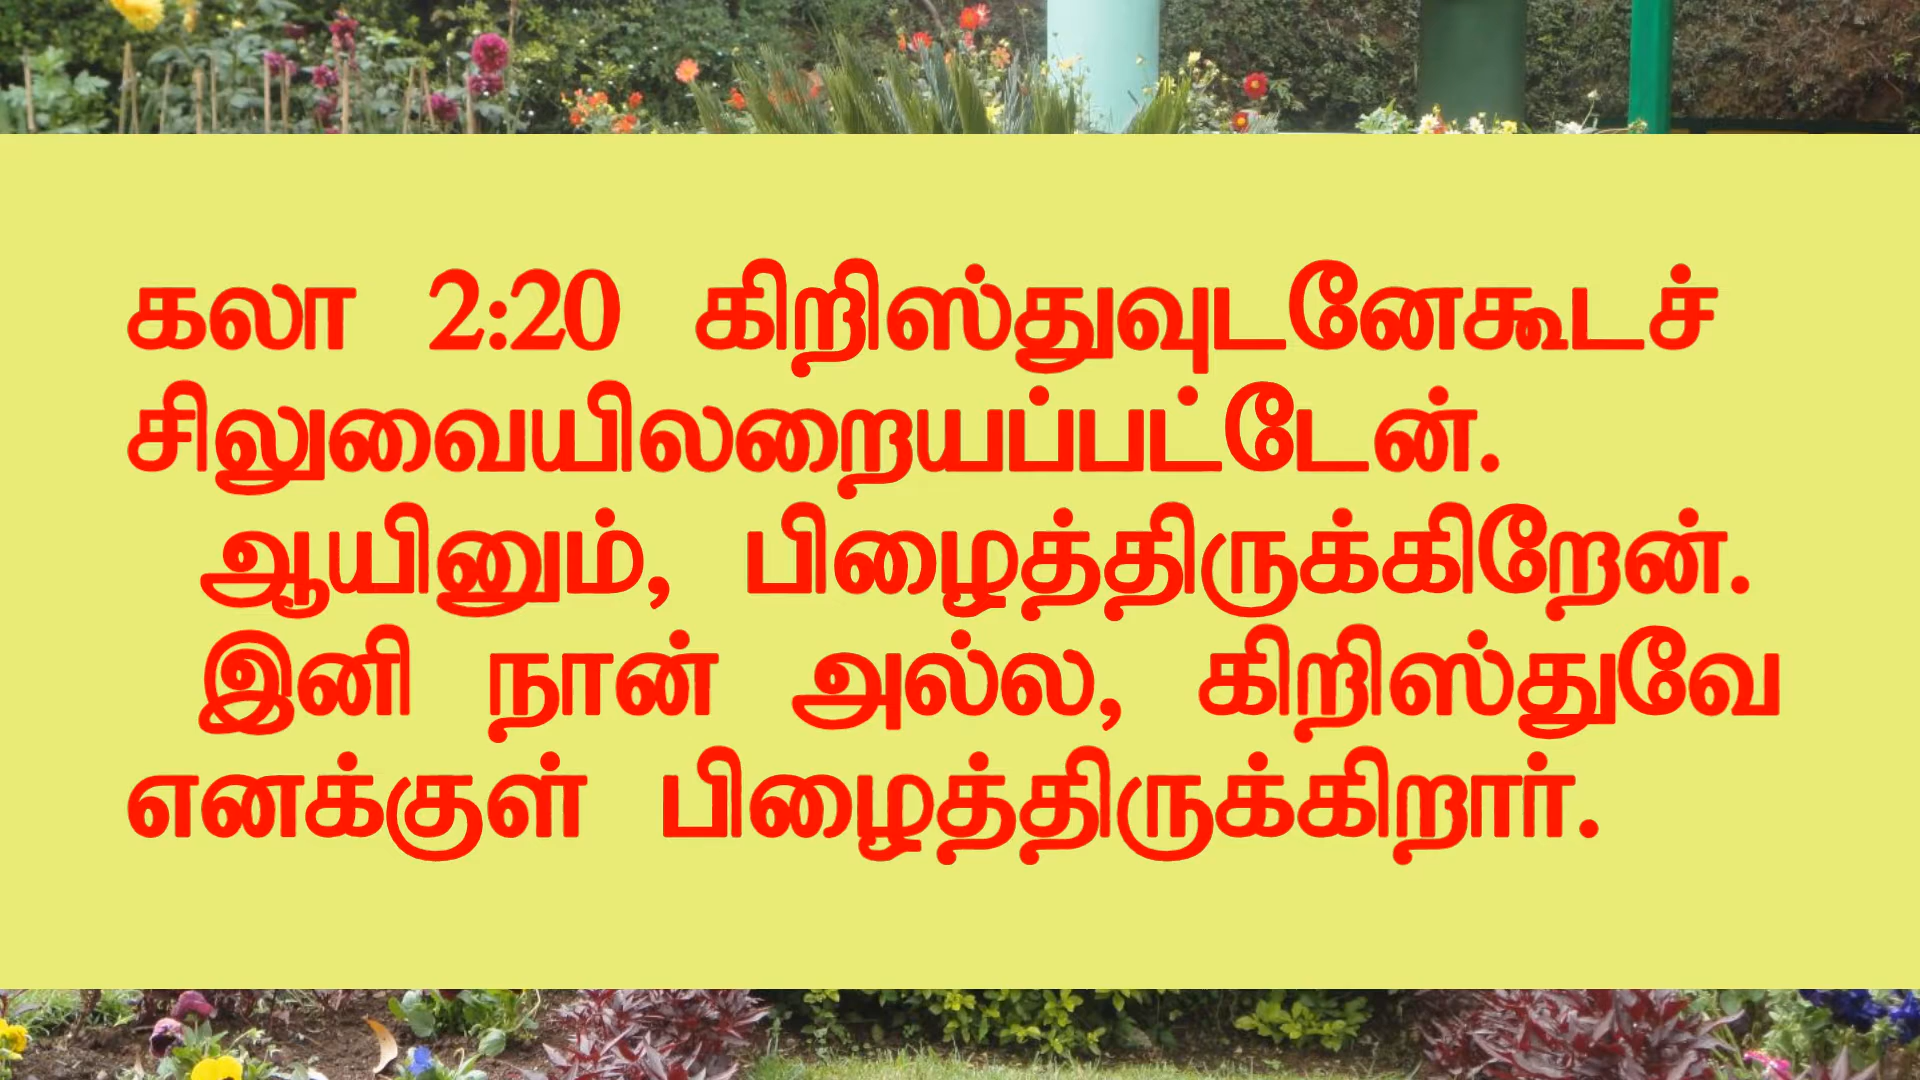 கலா 2:20 கிறிஸ்துவுடனேகூடச்
சிலுவையிலறையப்பட்டேன்.
ஆயினும், பிழைத்திருக்கிறேன்.
இனி நான் அல்ல, கிறிஸ்துவே
எனக்குள் பிழைத்திருக்கிறார்.